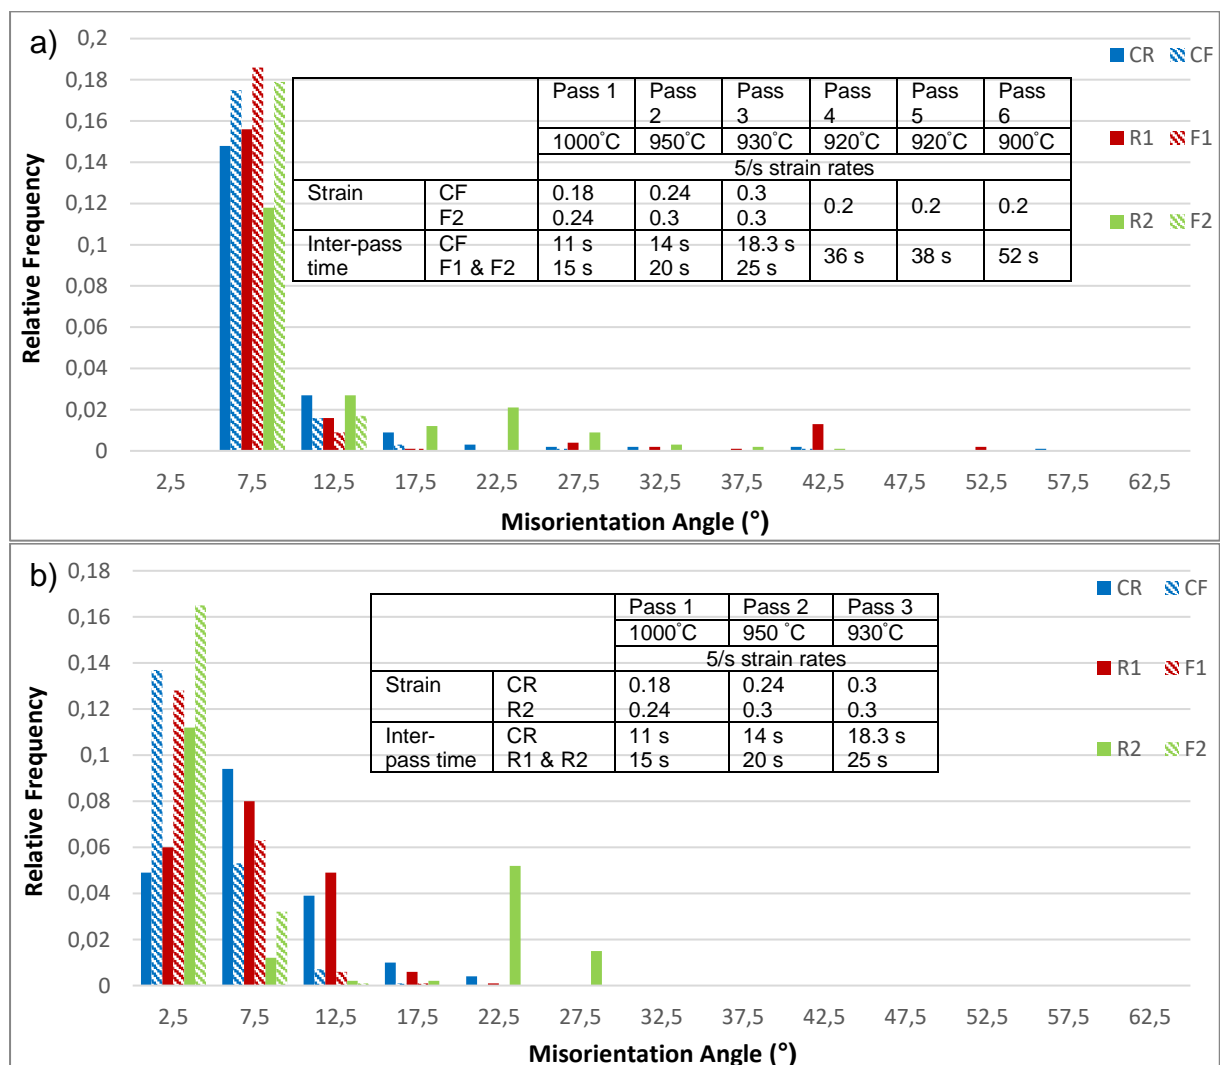 a)
0,2
0,18
0,16
0,14
0,12
0,1
0,08
0,06
0,04
0,02
0
Relative Frequency
CR CF
R1 F1
R2 F2
Pass 1 Pass 2 Pass 3 Pass 4 Pass 5 Pass 6
1000°C 950°C 930°C 920°C 920°C 900°C
5/s strain rates
Strain CF 0.18 0.24 0.3 0.2 0.2 0.2
F2 0.24 0.3 0.3
Inter-pass time CF 11 s 14 s 18.3 s 36 s 38 s 52 s
F1 & F2 15 s 20 s 25 s
2,5 7,5 12,5 17,5 22,5 27,5 32,5 37,5 42,5 47,5 52,5 57,5 62,5
Misorientation Angle (°)
b)
0,18
0,16
0,14
0,12
0,1
0,08
0,06
0,04
0,02
0
Relative Frequency
CR CF
R1 F1
R2 F2
Pass 1 Pass 2 Pass 3
1000°C 950 °C 930°C
5/s strain rates
Strain CR 0.18 0.24 0.3
R2 0.24 0.3 0.3
Inter- CR 11 s 14 s 18.3 s
pass time R1 & R2 15 s 20 s 25 s
2,5 7,5 12,5 17,5 22,5 27,5 32,5 37,5 42,5 47,5 52,5 57,5 62,5
Misorientation Angle (°)